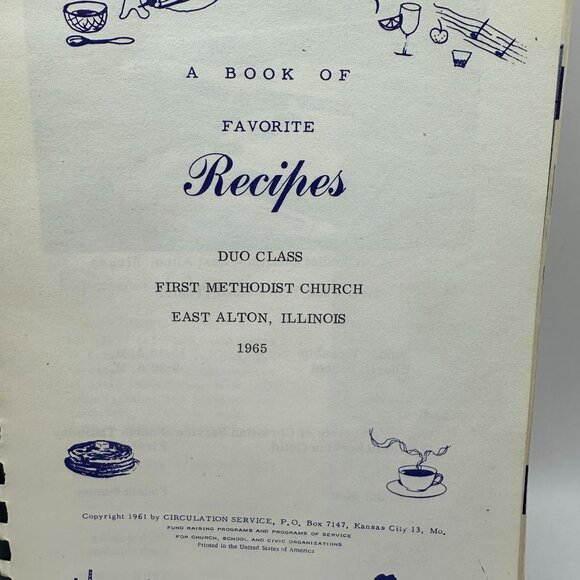 A BOOK OF
FAVORITE
Recipes
DUO CLASS
FIRST METHODIST CHURCH
EAST ALTON, ILLINOIS
1965
Copyright 1961 by CIRCULATION SERVICE, P.O. Box 7147, Kansas City 13, Mo.
FUND RAISING PROGRAMS AND PROGRAMS OF SERVICE
FOR CHURCH, SCHOOL AND CIVIC ORGANIZATIONS
Printed in the United States of America